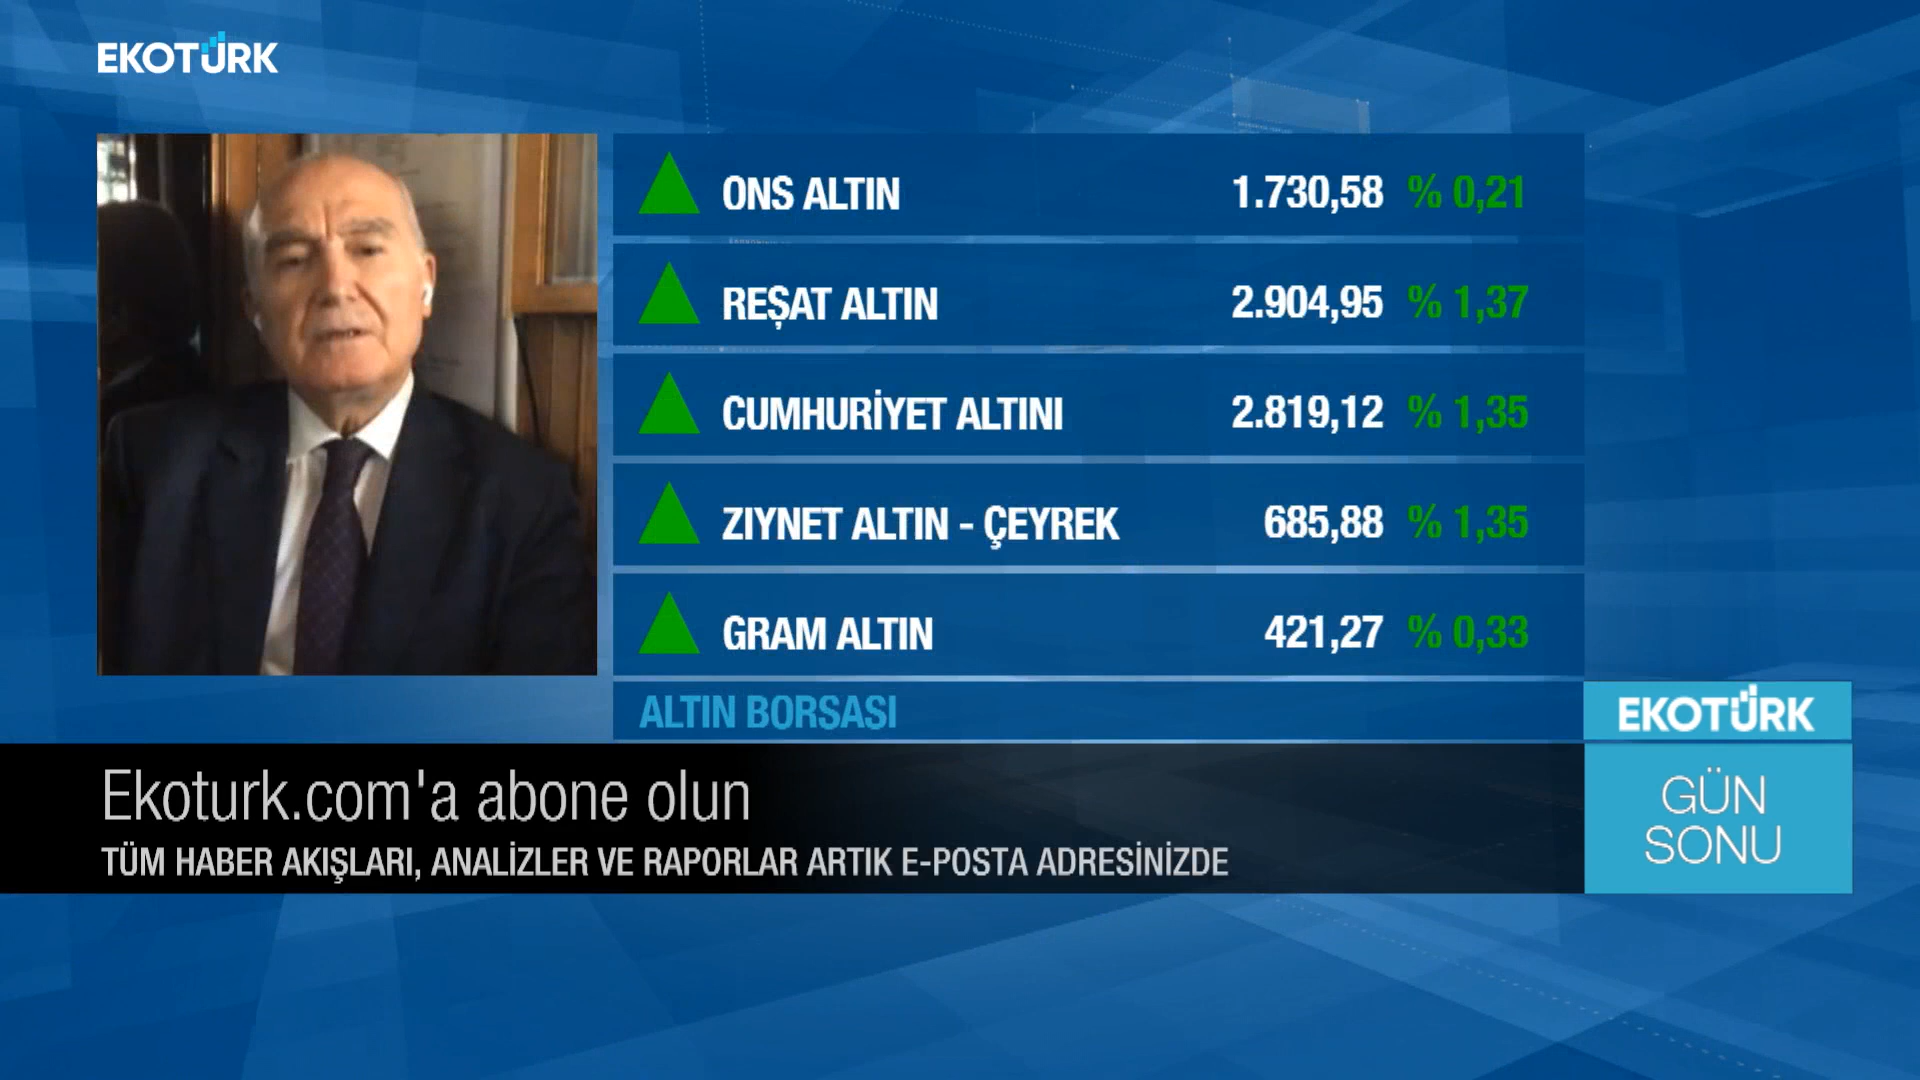 EKOTÜRK
ONS ALTIN 1.730,58 % 0,21
REŞAT ALTIN 2.904,95 % 1,37
CUMHURİYET ALTINI 2.819,12 % 1,35
ZIYNET ALTIN - ÇEYREK 685,88 % 1,35
GRAM ALTIN 421,27 % 0,33
ALTIN BORSASI
EKOTÜRK
Ekoturk.com'a abone olun
TÜM HABER AKIŞLARI, ANALİZLER VE RAPORLAR ARTIK E-POSTA ADRESİNİZDE
GÜN
SONU